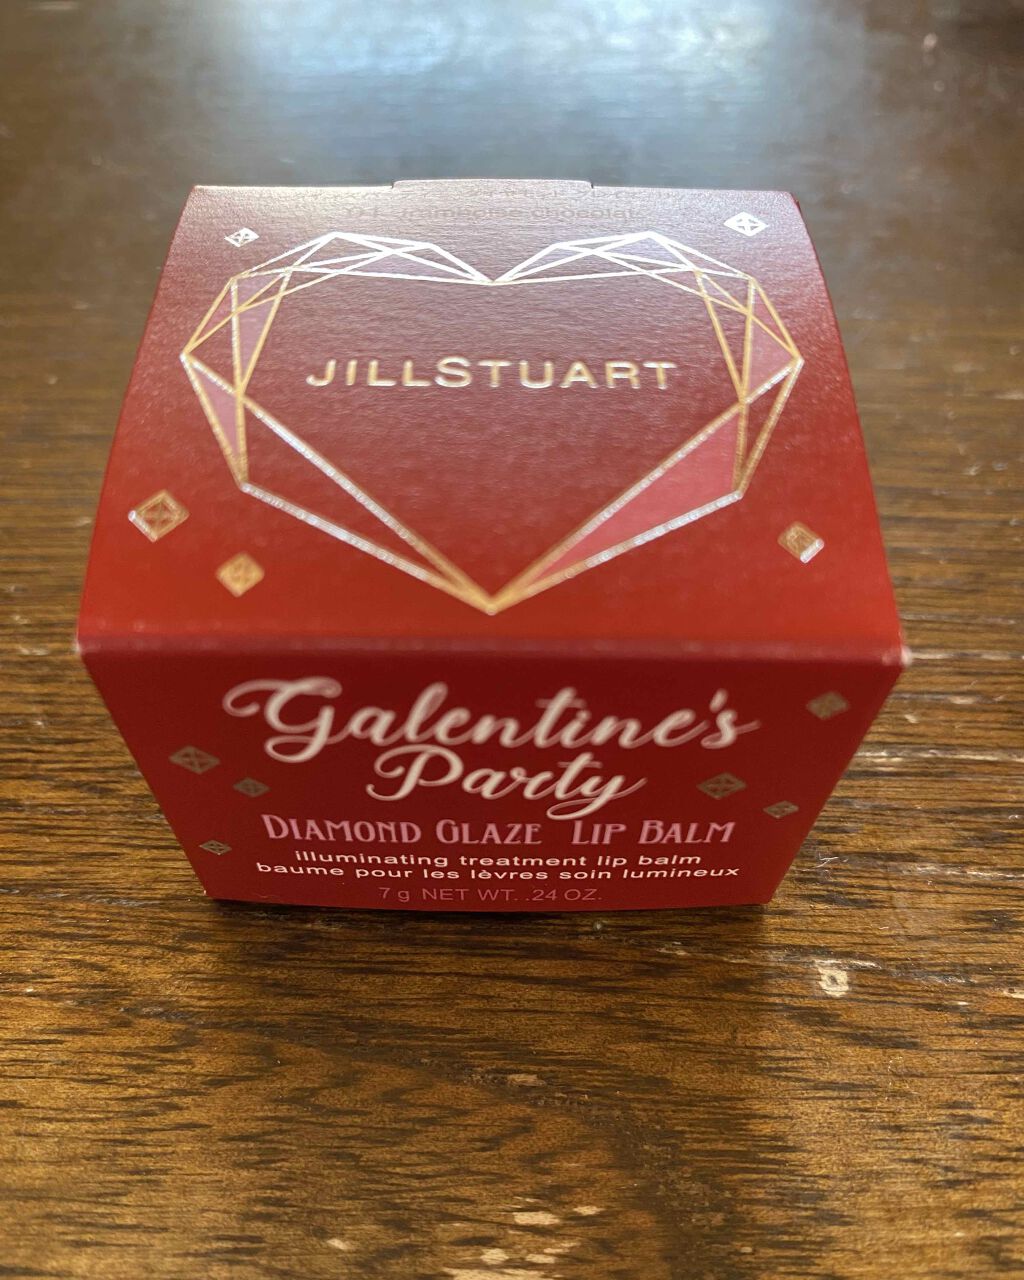 chocolat
JILLSTUART
Galentine's
Party
DIAMOND GLAZE LIP BALM
illuminating treatment lip balm
baume pour les lèvres soin lumineux
7 g NET WT. .24 OZ.